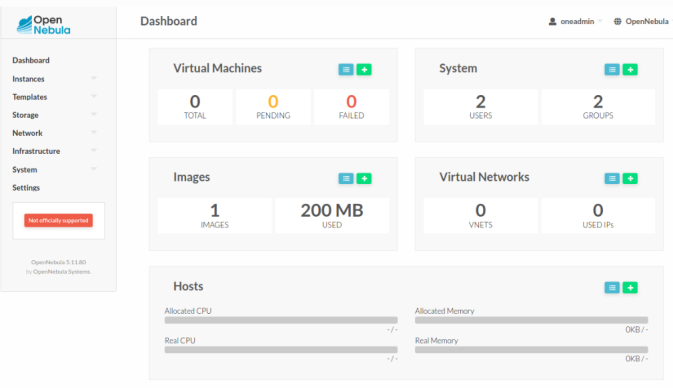 Open
Nebula
Dashboard
oneadmin
OpenNebula
Dashboard
Instances
Templates
Storage
Network
Infrastructure
System
Settings
Not officially supported
OpenNebula 5.11.80
by OpenNebula Systems.
Virtual Machines
0
TOTAL
0
PENDING
0
FAILED
System
2
USERS
2
GROUPS
Images
1
IMAGES
200 MB
USED
Virtual Networks
0
VNETS
0
USED IPs
Hosts
Allocated CPU
- / -
Real CPU
- / -
Allocated Memory
0KB / -
Real Memory
0KB / -